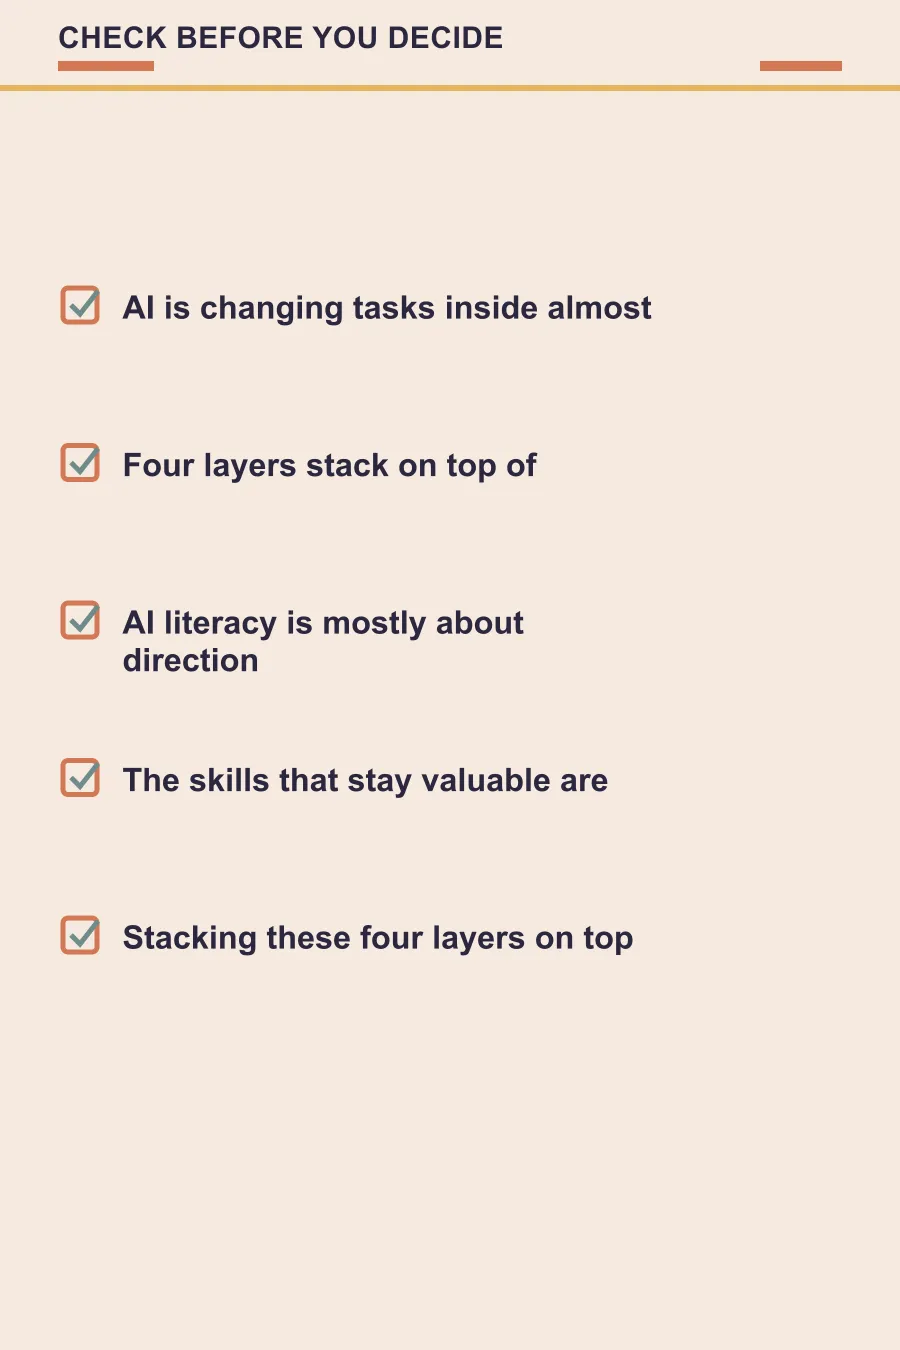 CHECK BEFORE YOU DECIDE
AI is changing tasks inside almost
Four layers stack on top of
AI literacy is mostly about
direction
The skills that stay valuable are
Stacking these four layers on top